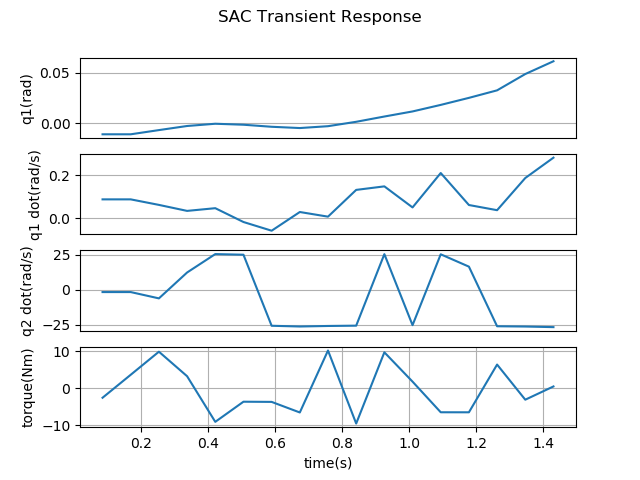 SAC Transient Response
q1(rad)
0.05
0.00
q1 dot(rad/s)
0.2
0.0
q2 dot(rad/s)
25
0
−25
torque(Nm)
10
0
−10
0.2 0.4 0.6 0.8 1.0 1.2 1.4
time(s)